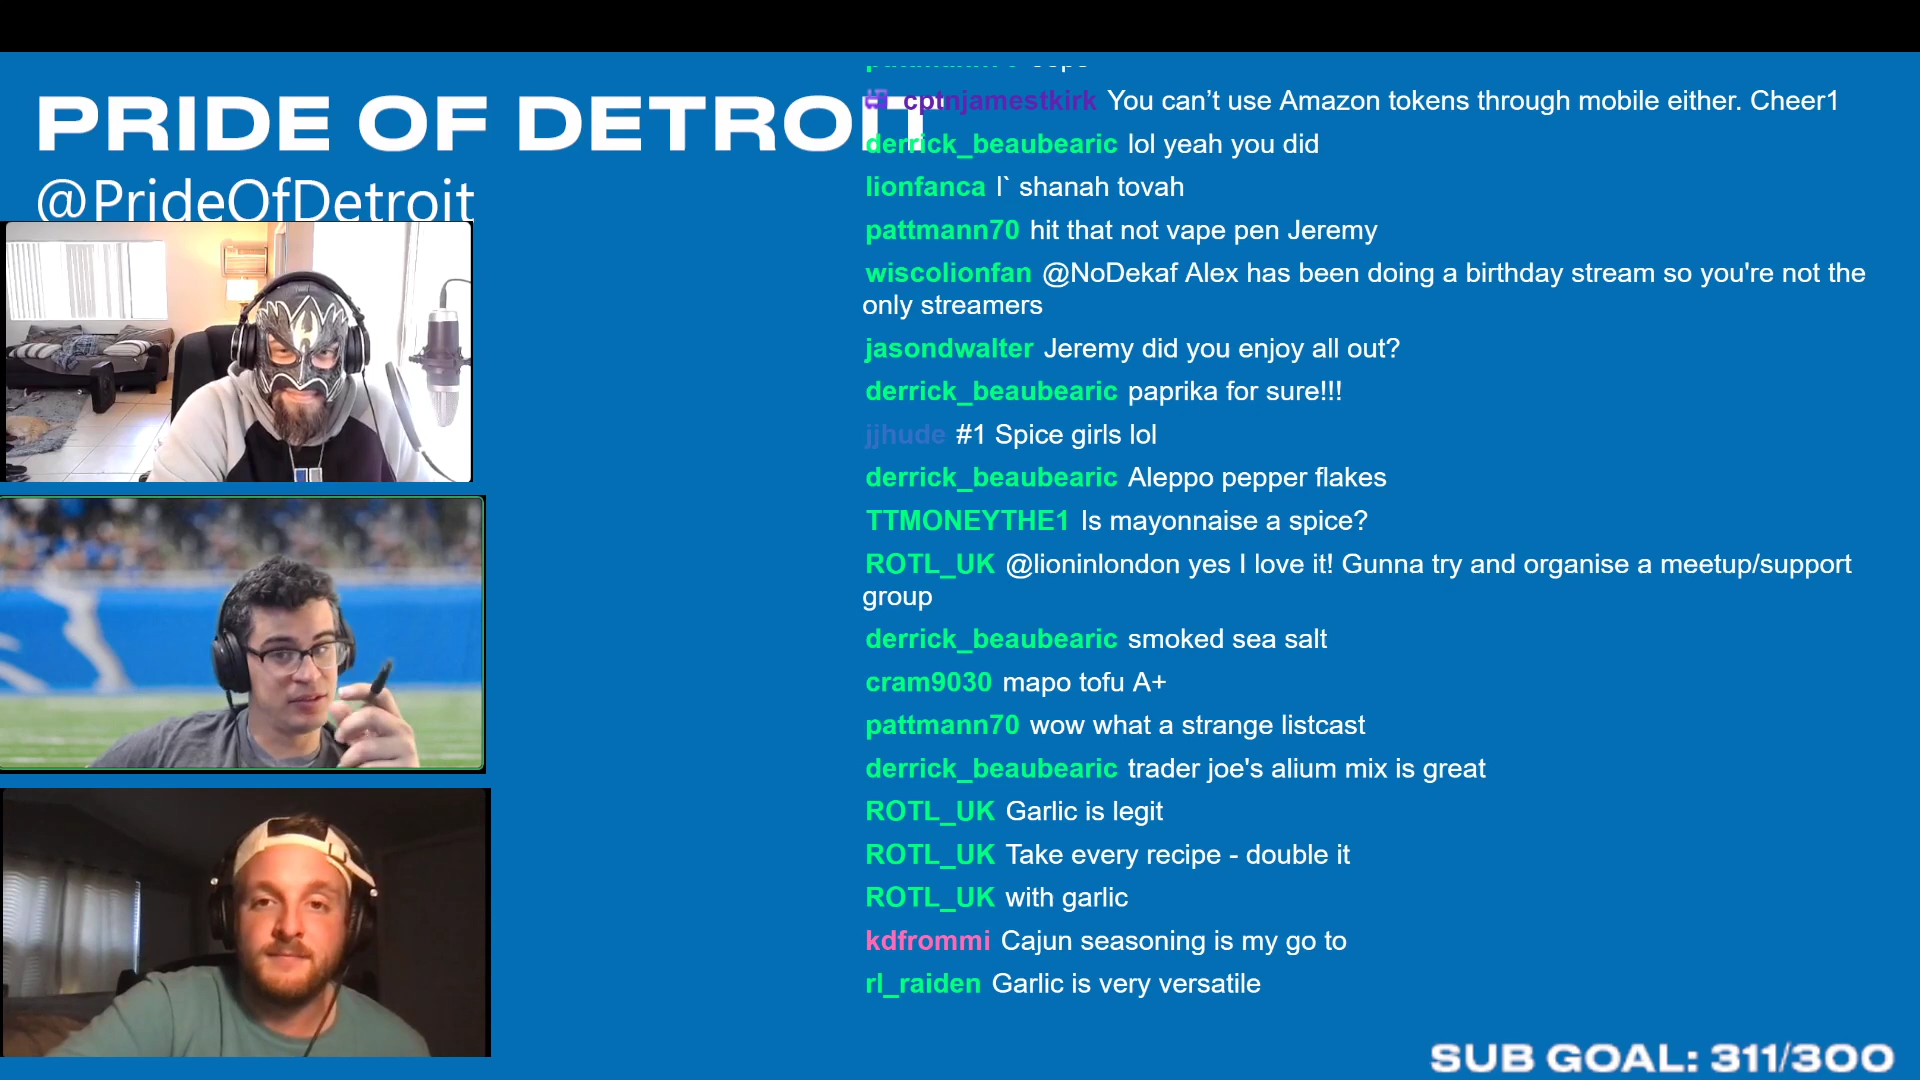 PRIDE OF DETROIT
@PrideOfDetroit
cptnjamestkirk You can’t use Amazon tokens through mobile either. Cheer1
derrick_beaubearic lol yeah you did
lionfanca l` shanah tovah
pattmann70 hit that not vape pen Jeremy
wiscolionfan @NoDekaf Alex has been doing a birthday stream so you're not the
only streamers
jasondwalter Jeremy did you enjoy all out?
derrick_beaubearic paprika for sure!!!
jjhude #1 Spice girls lol
derrick_beaubearic Aleppo pepper flakes
TTMONEYTHE1 Is mayonnaise a spice?
ROTL_UK @lioninlondon yes I love it! Gunna try and organise a meetup/support
group
derrick_beaubearic smoked sea salt
cram9030 mapo tofu A+
pattmann70 wow what a strange listcast
derrick_beaubearic trader joe's alium mix is great
ROTL_UK Garlic is legit
ROTL_UK Take every recipe - double it
ROTL_UK with garlic
kdfrommi Cajun seasoning is my go to
rl_raiden Garlic is very versatile
SUB GOAL: 311/300